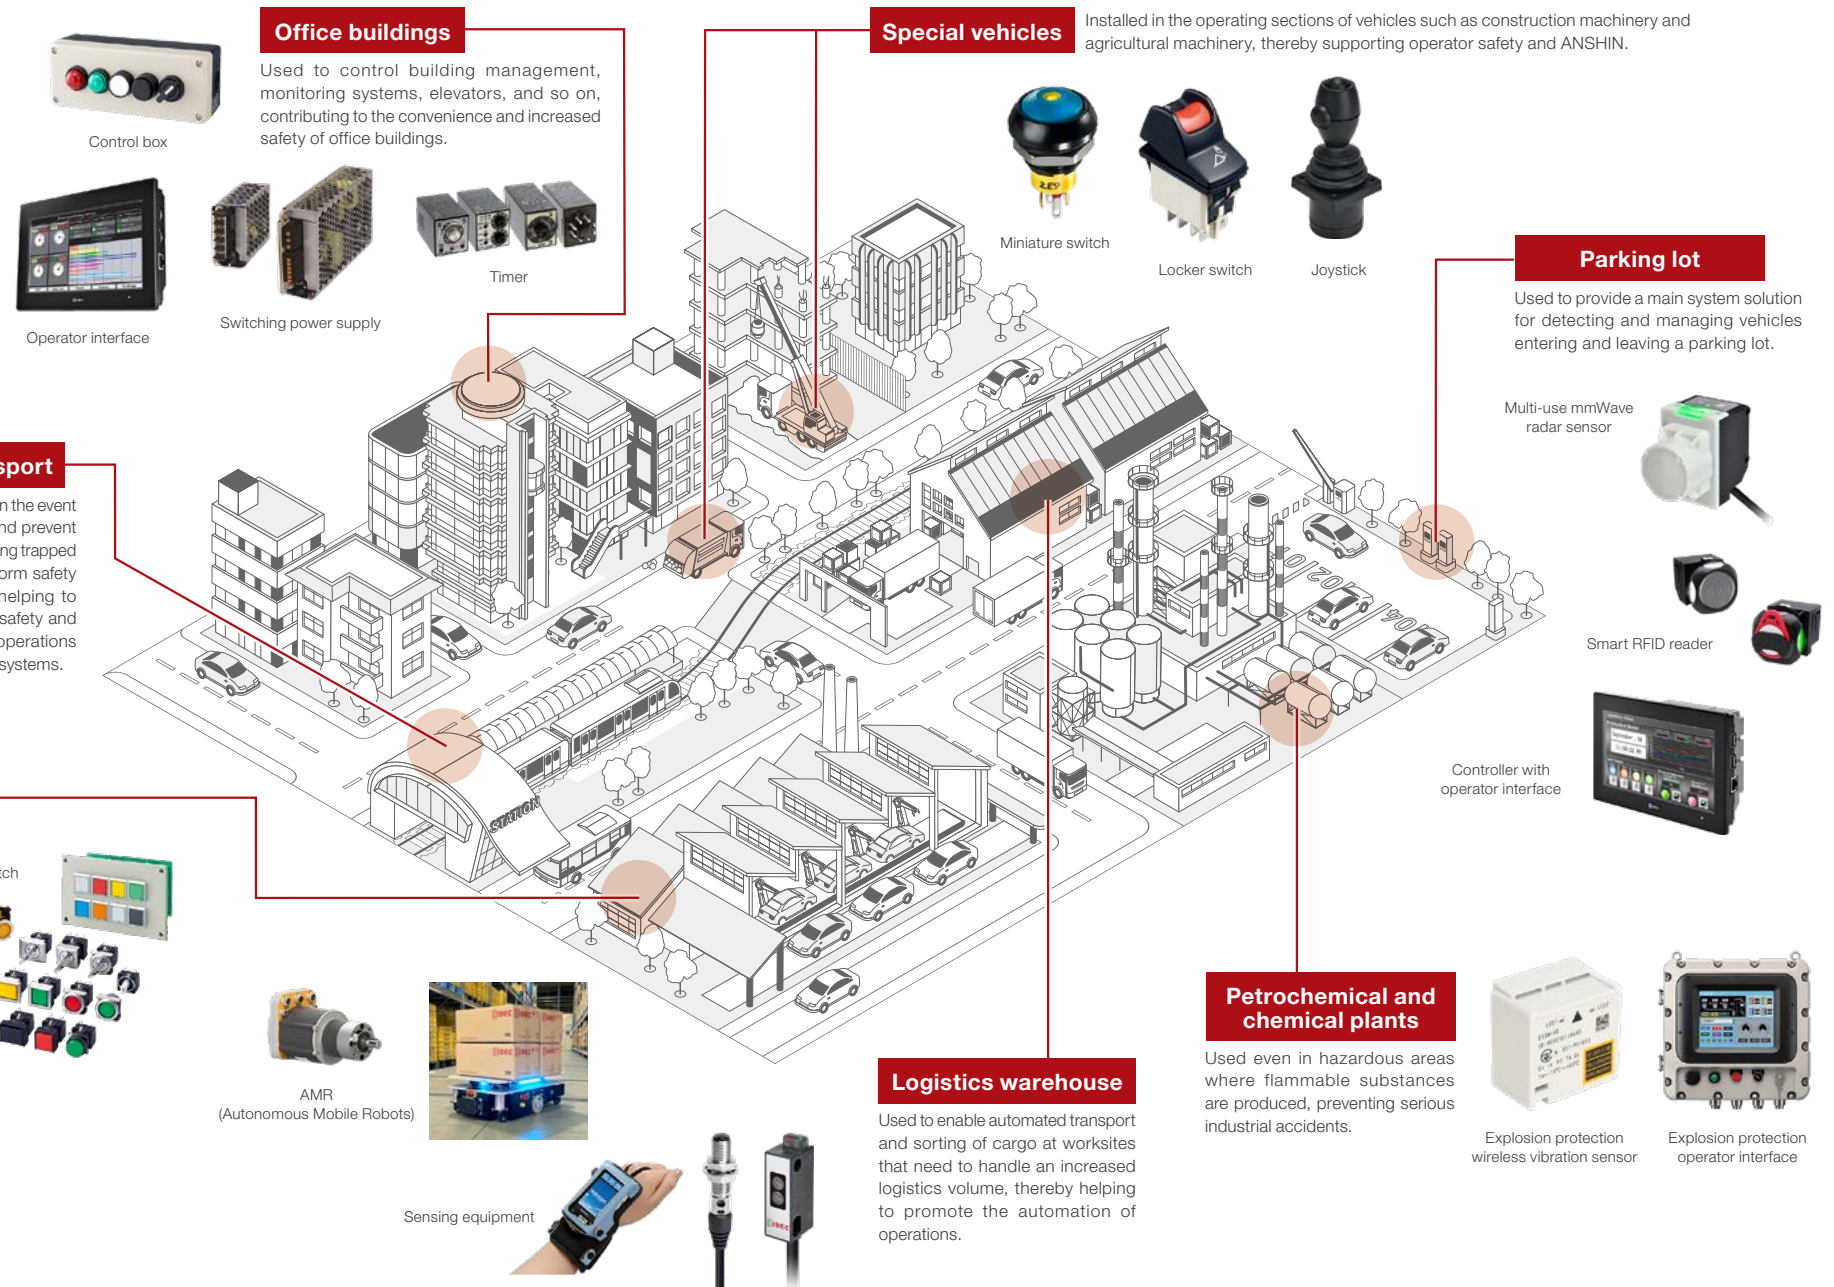 Office buildings
Used to control building management,
monitoring systems, elevators, and so on,
contributing to the convenience and increased
safety of office buildings.
Control box
Operator interface
Switching power supply
Timer
Special vehicles
Installed in the operating sections of vehicles such as construction machinery and
agricultural machinery, thereby supporting operator safety and ANSHIN.
Miniature switch
Locker switch
Joystick
Parking lot
Used to provide a main system solution
for detecting and managing vehicles
entering and leaving a parking lot.
Multi-use mmWave
radar sensor
Smart RFID reader
Controller with
operator interface
sport
n the event
nd prevent
ng trapped
orm safety
helping to
safety and
operations
systems.
STATION
tch
AMR
(Autonomous Mobile Robots)
Sensing equipment
IDEC
Logistics warehouse
Used to enable automated transport
and sorting of cargo at worksites
that need to handle an increased
logistics volume, thereby helping
to promote the automation of
operations.
Petrochemical and
chemical plants
Used even in hazardous areas
where flammable substances
are produced, preventing serious
industrial accidents.
Explosion protection
wireless vibration sensor
Explosion protection
operator interface